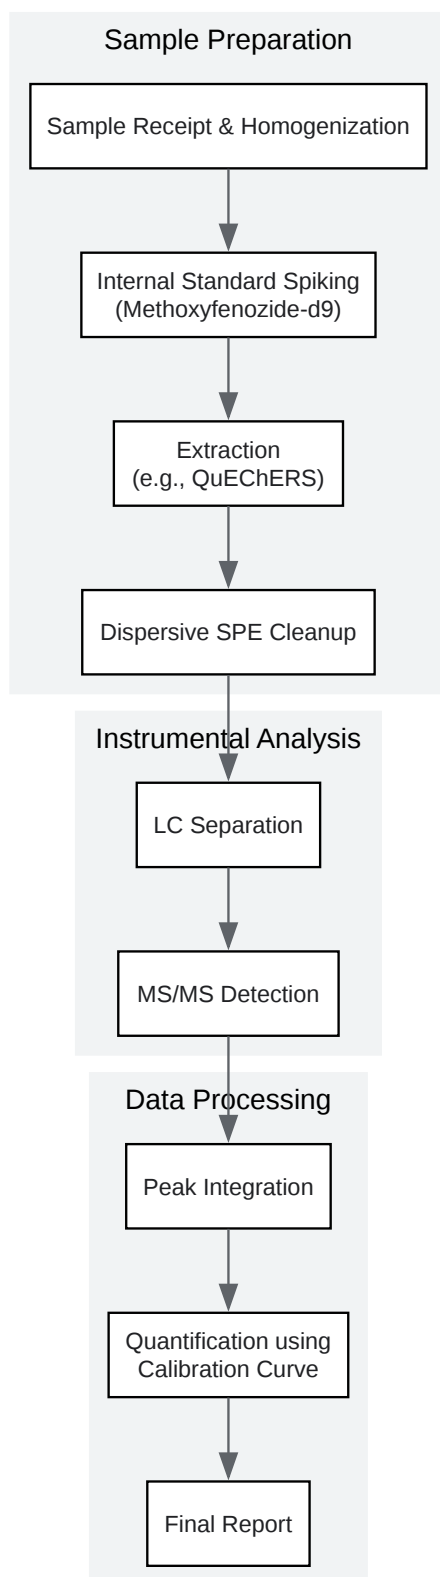 Sample Preparation
Sample Receipt & Homogenization
Internal Standard Spiking
(Methoxyfenozide-d9)
Extraction
(e.g., QuEChERS)
Dispersive SPE Cleanup
Instrumental Analysis
LC Separation
MS/MS Detection
Data Processing
Peak Integration
Quantification using
Calibration Curve
Final Report